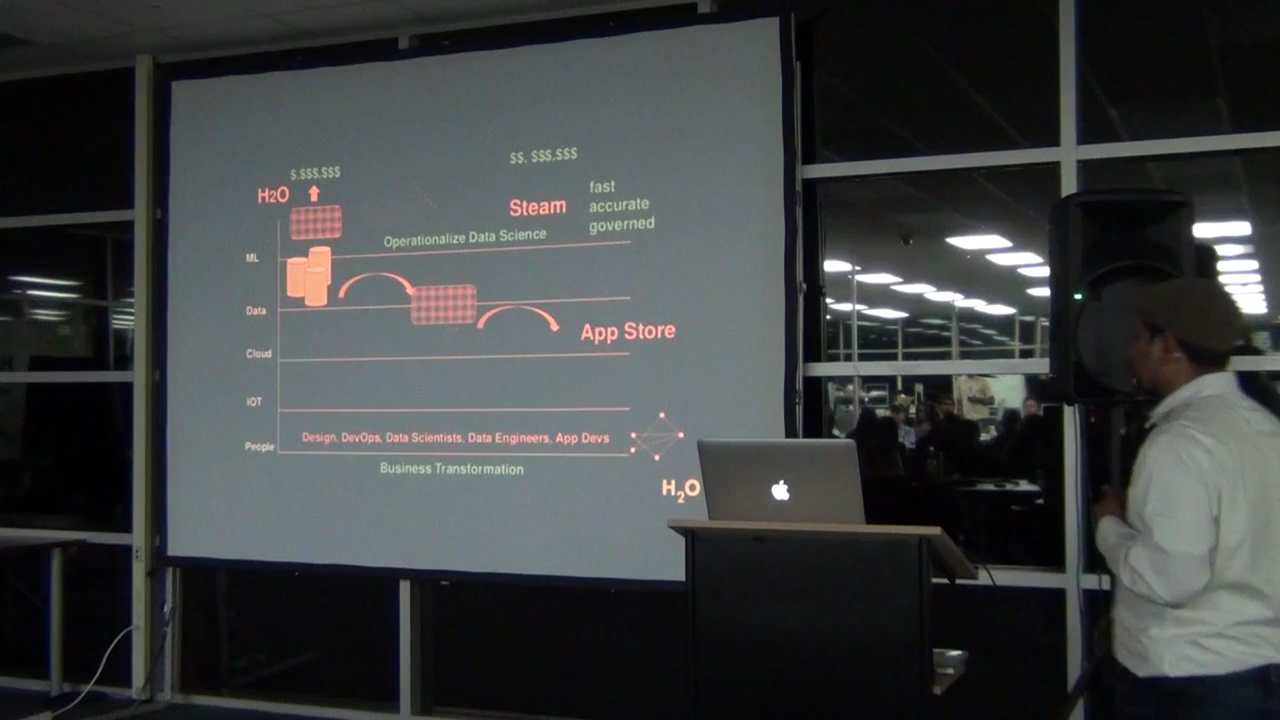 $.$$$.$$$
$$. $$$.$$$
H2O
Steam
fast
accurate
governed
Operationalize Data Science
ML
Data
App Store
Cloud
IOT
People
Design, DevOps, Data Scientists, Data Engineers, App Devs
Business Transformation
H2O